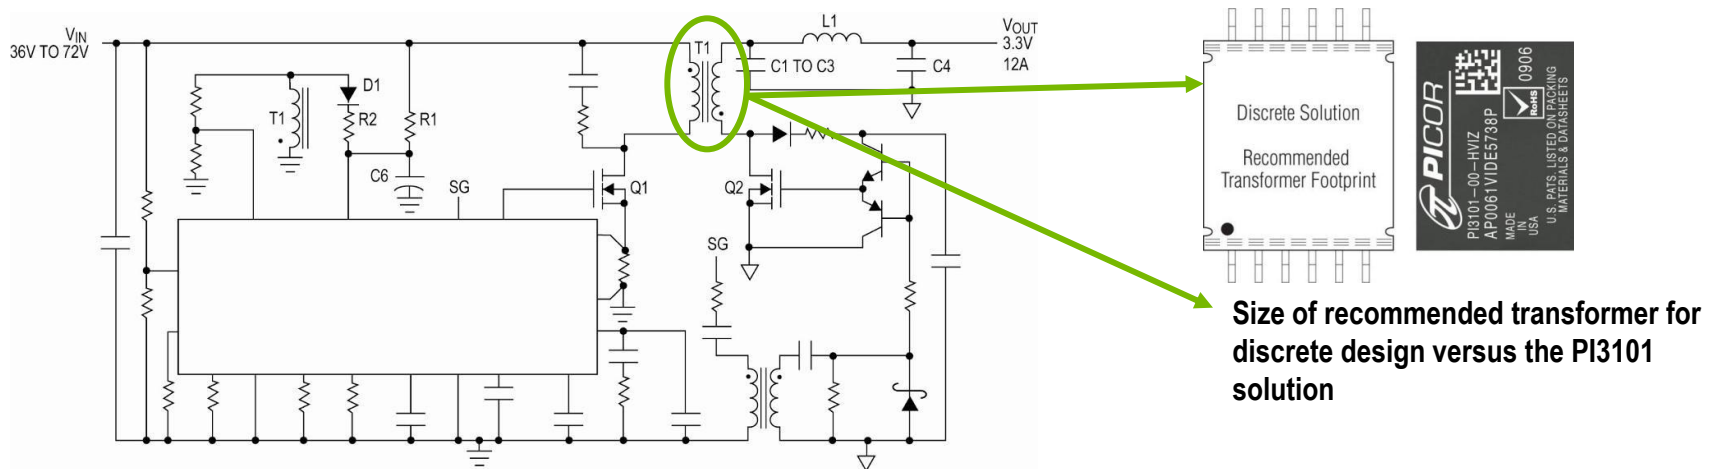 VIN
36V TO 72V
T1
L1
VOUT
3.3V
12A
C1 TO C3
C4
D1
T1
R2
R1
C6
SG
Q1
Q2
SG
Discrete Solution
Recommended
Transformer Footprint
PICOR
PI3101-00-HVIZ
AP0061VIDE5738P
MADE
IN
USA
RoHS
0906
U.S. PATS. LISTED ON PACKING
MATERIALS & DATASHEETS
Size of recommended transformer for
discrete design versus the PI3101
solution